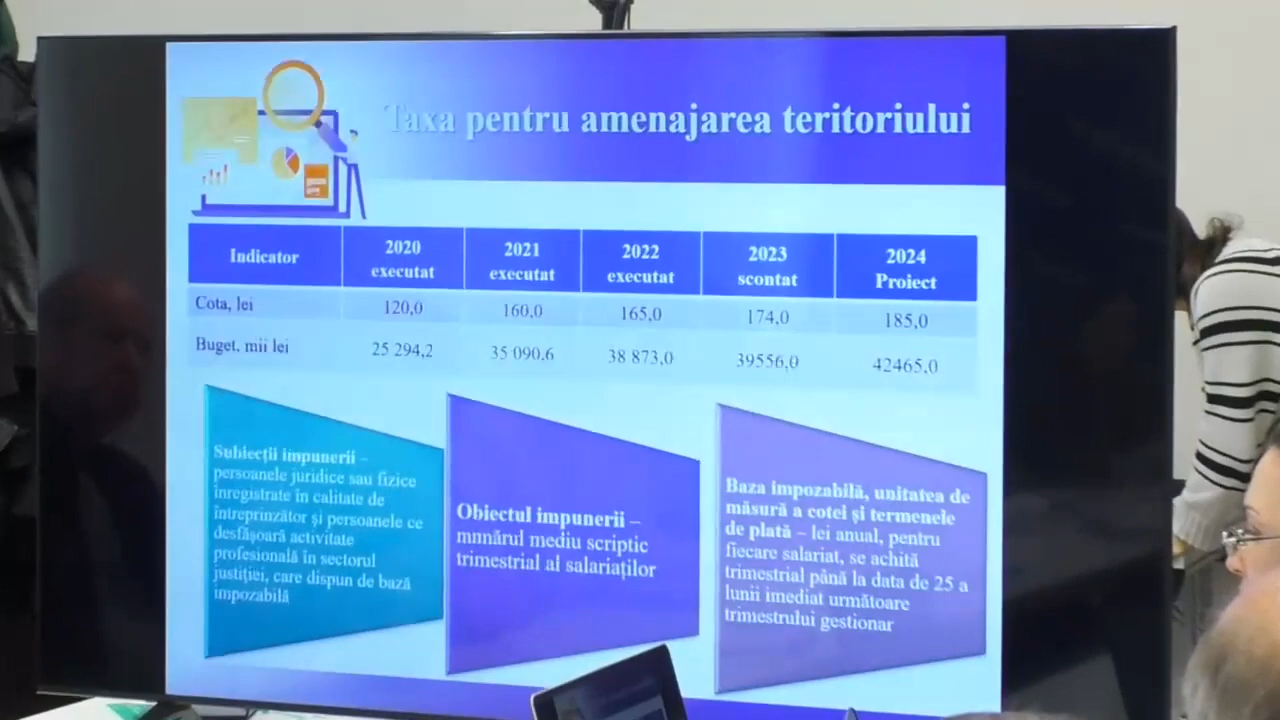 Taxa pentru amenajarea teritoriului
Indicator 2020 executat 2021 executat 2022 executat 2023 scontat 2024 Proiect
Cota, lei 120,0 160,0 165,0 174,0 185,0
Buget, mii lei 25 294,2 35 090,6 38 873,0 39556,0 42465,0
Subiecții impunerii –
persoanele juridice sau fizice
înregistrate în calitate de
întreprinzător și persoanele ce
desfășoară activitate
profesională în sectorul
justiției, care dispun de bază
impozabilă
Obiectul impunerii –
numărul mediu scriptic
trimestrial al salariaților
Baza impozabilă, unitatea de
măsură a cotei și termenele
de plată – lei anual, pentru
fiecare salariat, se achită
trimestrial până la data de 25 a
lunii imediat următoare
trimestrului gestionar